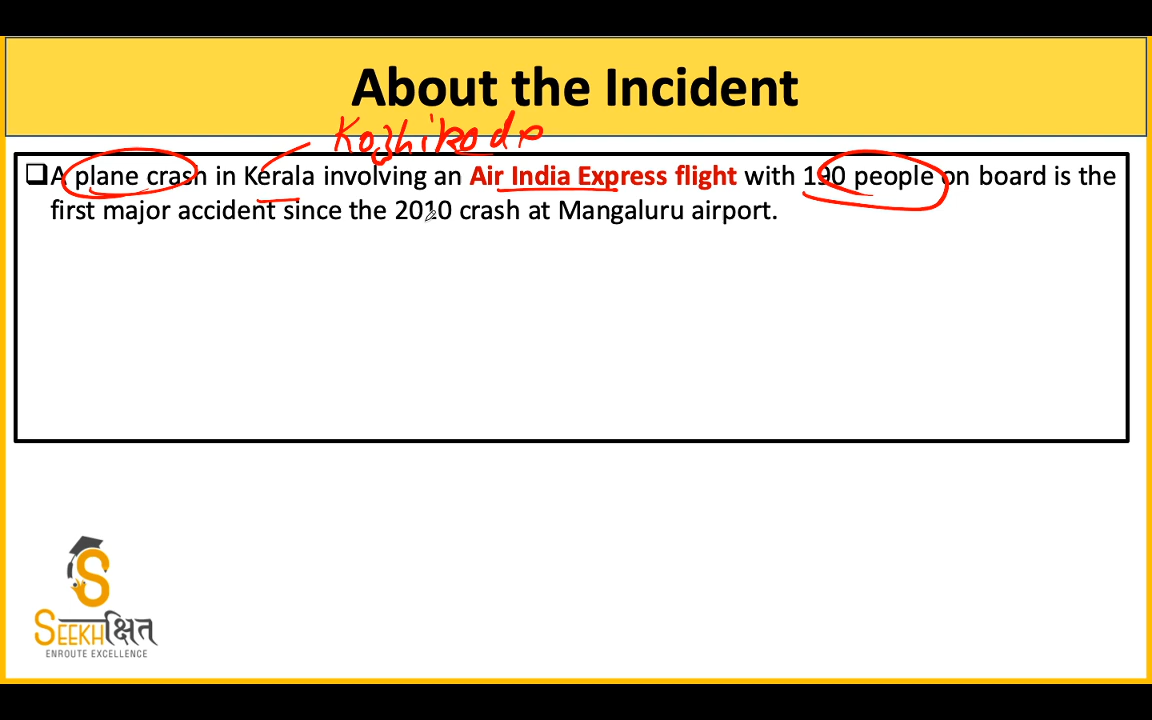 About the Incident
Kozhikode
❑A plane crash in Kerala involving an Air India Express flight with 190 people on board is the
first major accident since the 2010 crash at Mangaluru airport.
S
SEEKHक्षित
ENROUTE EXCELLENCE